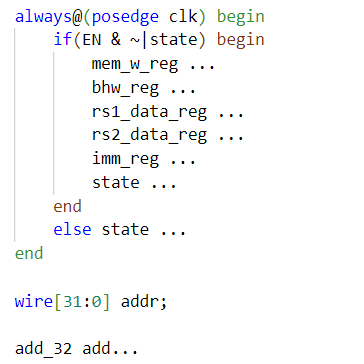 always@(posedge clk) begin
    if(EN & ~|state) begin
        mem_w_reg ...
        bhw_reg ...
        rs1_data_reg ...
        rs2_data_reg ...
        imm_reg ...
        state ...
    end
    else state ...
end

wire[31:0] addr;

add_32 add...